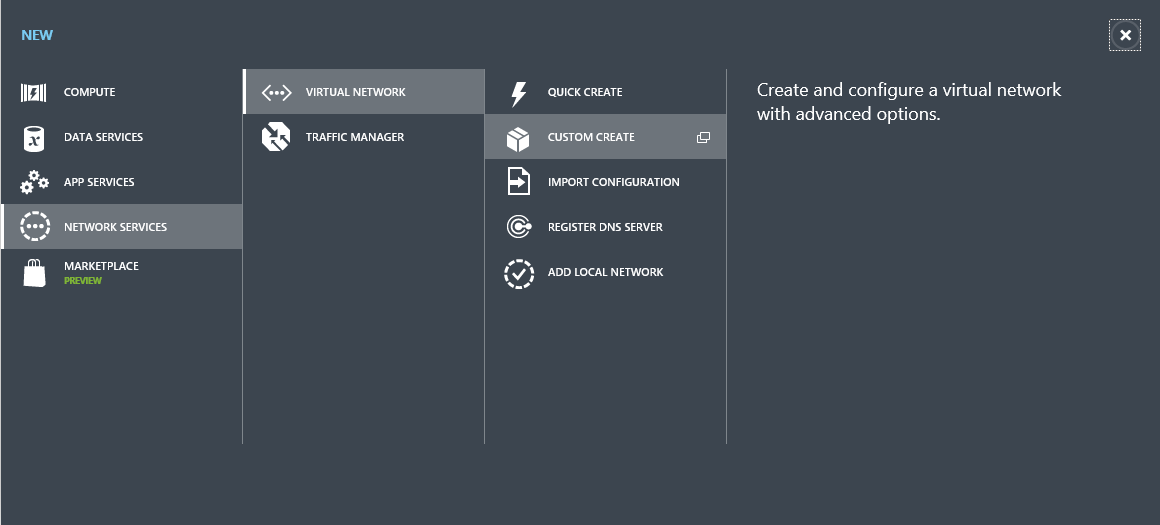 NEW
COMPUTE
DATA SERVICES
APP SERVICES
NETWORK SERVICES
MARKETPLACE
PREVIEW
VIRTUAL NETWORK
TRAFFIC MANAGER
QUICK CREATE
CUSTOM CREATE
IMPORT CONFIGURATION
REGISTER DNS SERVER
ADD LOCAL NETWORK
Create and configure a virtual network
with advanced options.